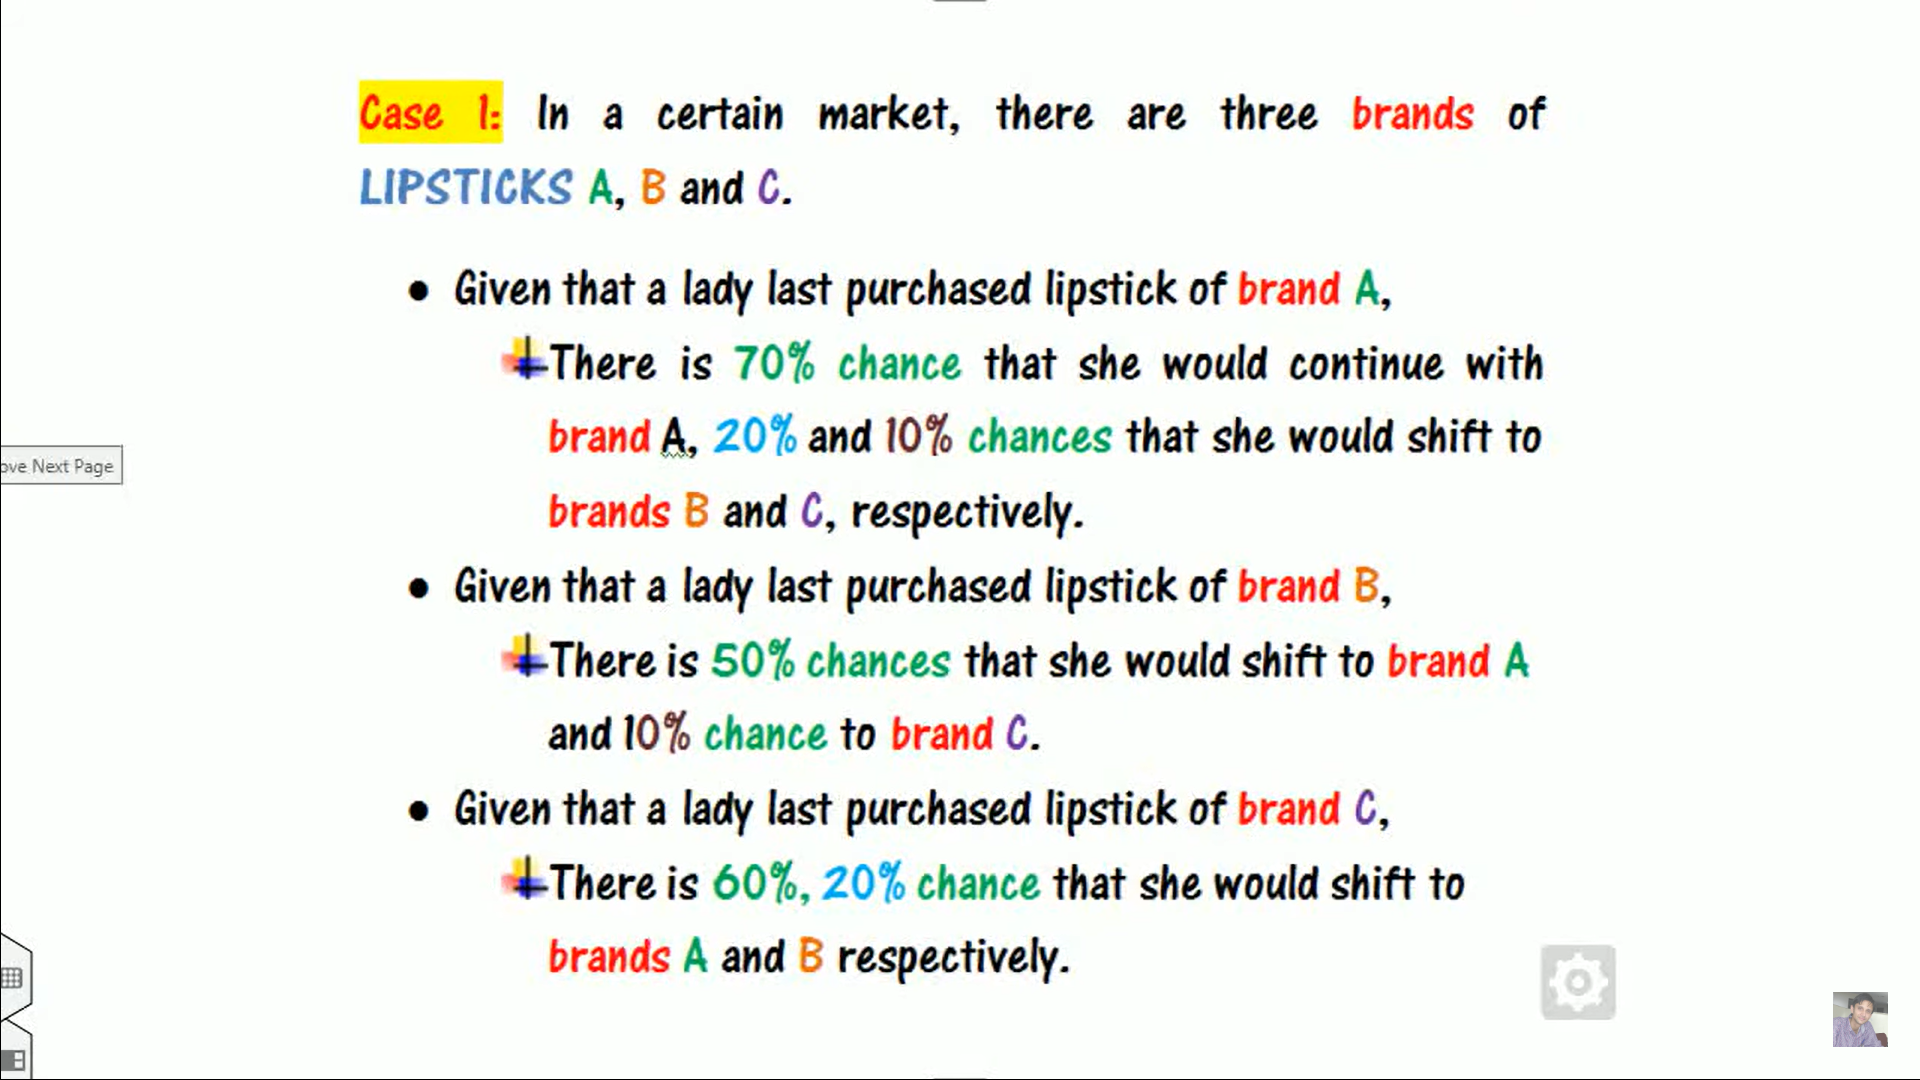 Case 1: In a certain market, there are three brands of
LIPSTICKS A, B and C.
● Given that a lady last purchased lipstick of brand A,
There is 70% chance that she would continue with
brand A, 20% and 10% chances that she would shift to
brands B and C, respectively.
● Given that a lady last purchased lipstick of brand B,
There is 50% chances that she would shift to brand A
and 10% chance to brand C.
● Given that a lady last purchased lipstick of brand C,
There is 60%, 20% chance that she would shift to
brands A and B respectively.
ove Next Page